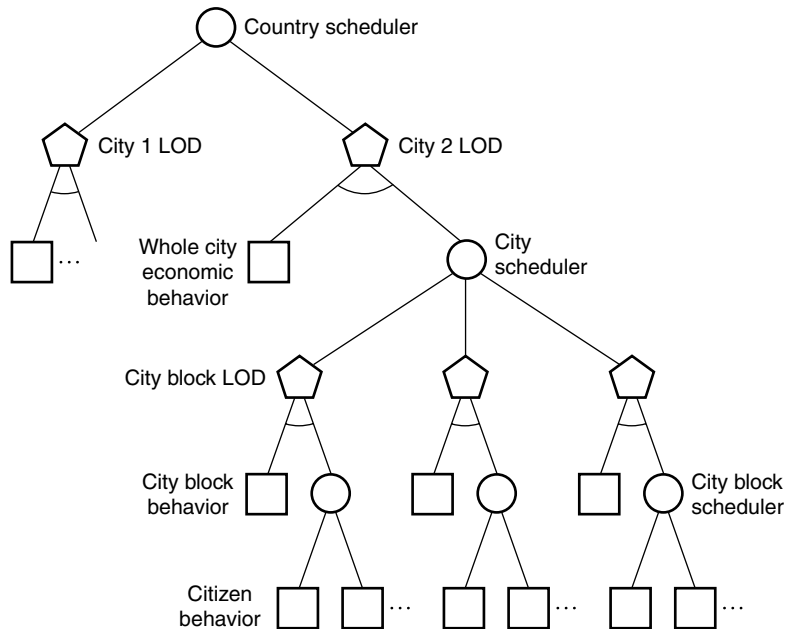 Country scheduler
City 1 LOD
City 2 LOD
...
Whole city
economic
behavior
City
scheduler
City block LOD
City block
behavior
City block
scheduler
Citizen
behavior
...
...
...